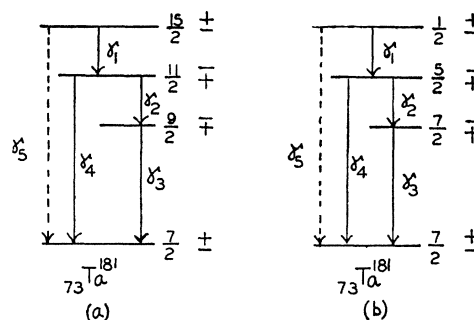 15/2 ±
γ₁
11/2 ∓
γ₂
9/2 ∓
γ₅
γ₄
γ₃
7/2 ±
₇₃Ta¹⁸¹
(a)
1/2 ±
γ₁
5/2 ∓
γ₂
7/2 ∓
γ₅
γ₄
γ₃
7/2 ±
₇₃Ta¹⁸¹
(b)